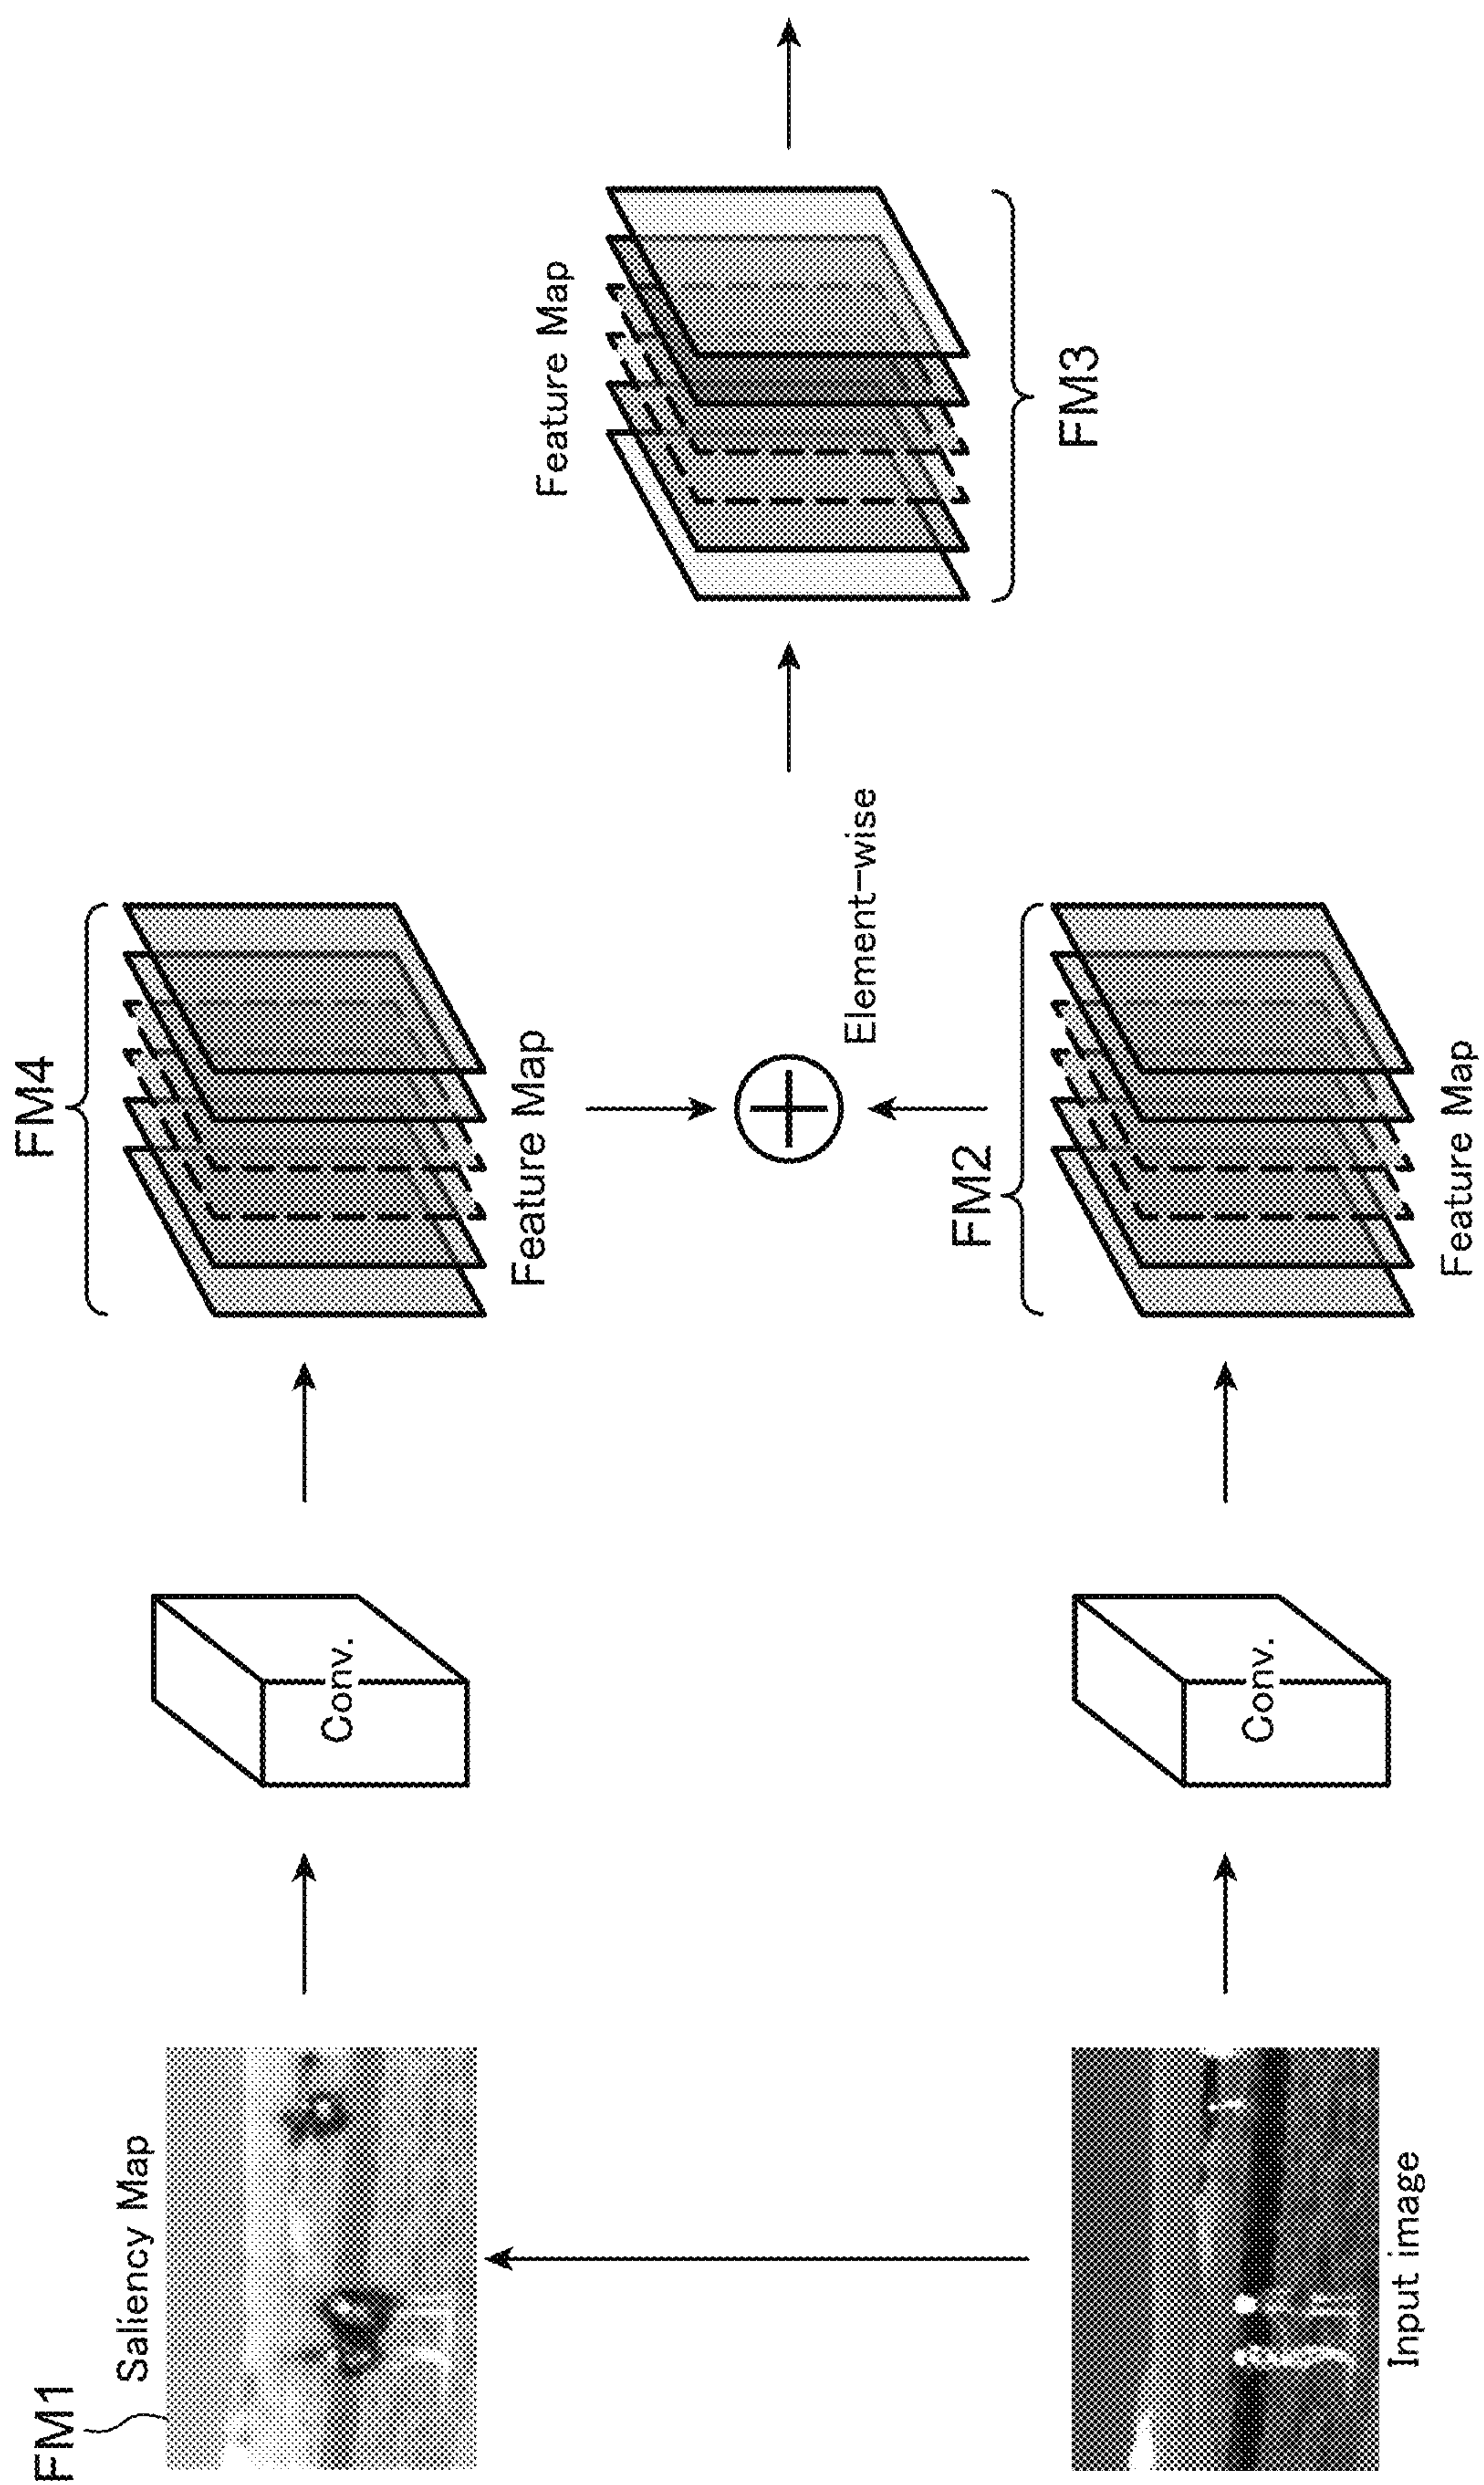 FM1
Saliency Map
Conv.
FM4
Feature Map
Element-wise
Feature Map
FM3
Input image
Conv.
FM2
Feature Map